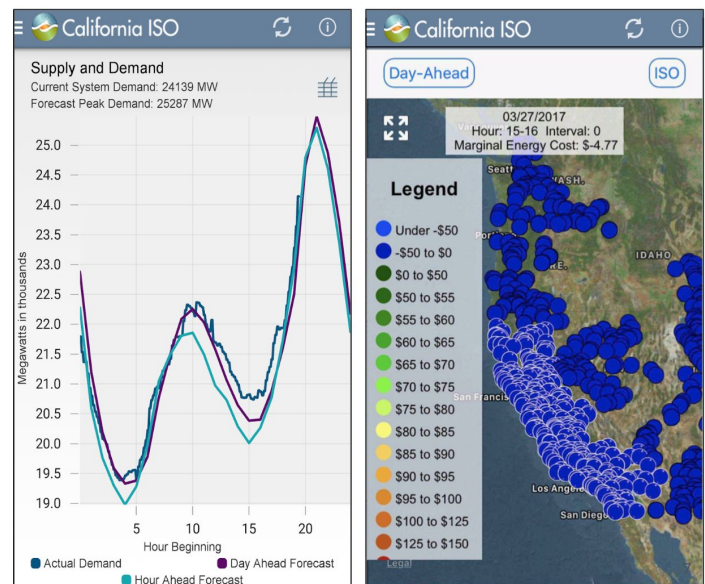 California ISO
Supply and Demand
Current System Demand: 24139 MW
Forecast Peak Demand: 25287 MW
Megawatts in thousands
25.0
24.5
24.0
23.5
23.0
22.5
22.0
21.5
21.0
20.5
20.0
19.5
19.0
5 10 15 20
Hour Beginning
Actual Demand Day Ahead Forecast
Hour Ahead Forecast
California ISO
Day-Ahead ISO
03/27/2017
Hour: 15-16 Interval: 0
Marginal Energy Cost: $-4.77
Legend
Under -$50
-$50 to $0
$0 to $50
$50 to $55
$55 to $60
$60 to $65
$65 to $70
$70 to $75
$75 to $80
$80 to $85
$85 to $90
$90 to $95
$95 to $100
$100 to $125
$125 to $150
Legal
Seatt
WASH.
IDAHO
San Francis
Los Angele
San Diego